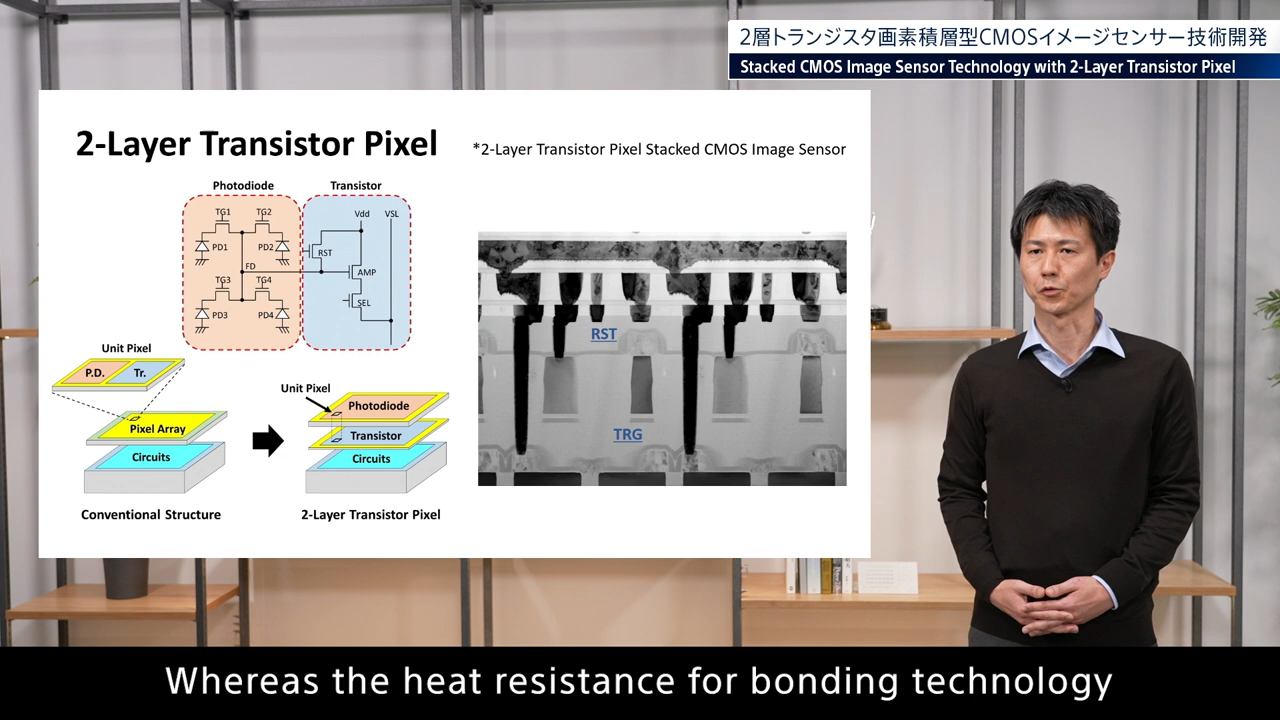 2層トランジスタ画素積層型CMOSイメージセンサー技術開発
Stacked CMOS Image Sensor Technology with 2-Layer Transistor Pixel
2-Layer Transistor Pixel
*2-Layer Transistor Pixel Stacked CMOS Image Sensor
Photodiode
Transistor
TG1
TG2
Vdd
VSL
PD1
PD2
RST
FD
AMP
TG3
TG4
SEL
PD3
PD4
Unit Pixel
P.D.
Tr.
Pixel Array
Circuits
Conventional Structure
Unit Pixel
Photodiode
Transistor
Circuits
2-Layer Transistor Pixel
RST
TRG
Whereas the heat resistance for bonding technology